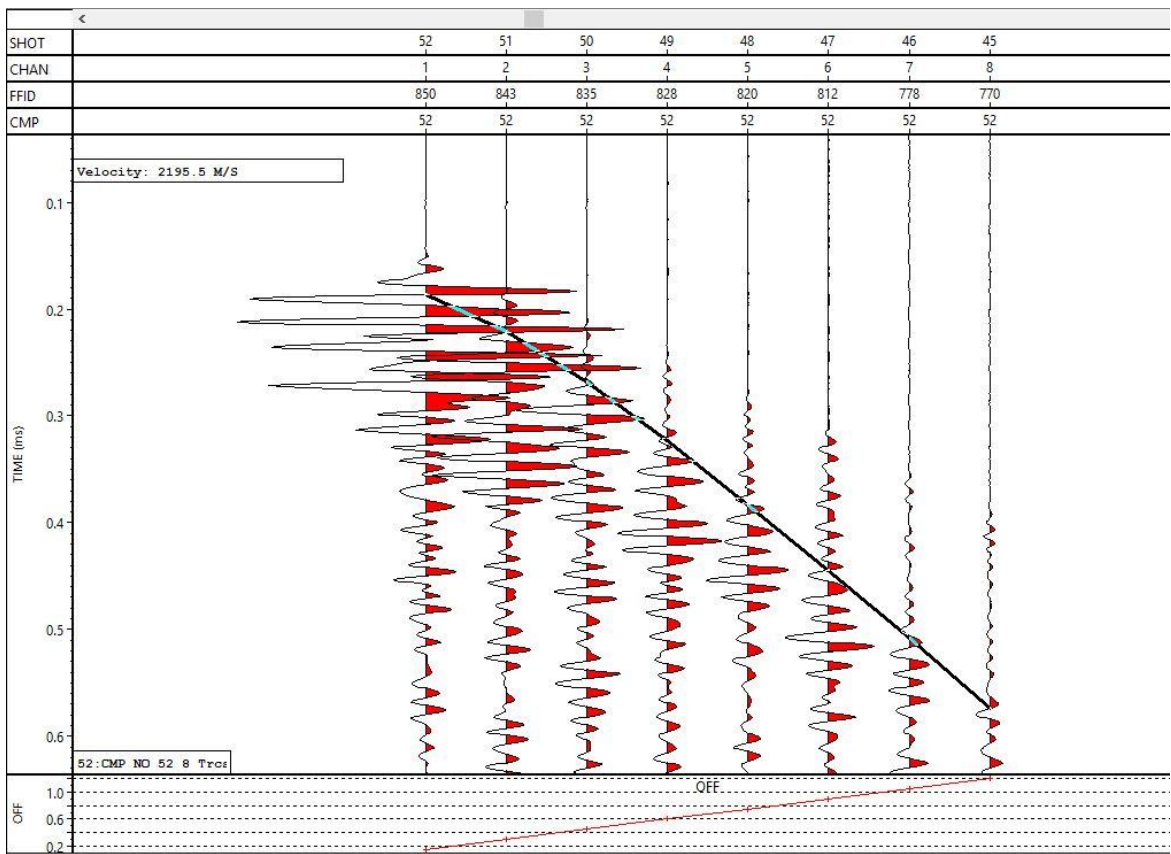 <
SHOT 52 51 50 49 48 47 46 45
CHAN 1 2 3 4 5 6 7 8
FFID 850 843 835 828 820 812 778 770
CMP 52 52 52 52 52 52 52 52
Velocity: 2195.5 M/S
0.1
0.2
0.3
TIME (ms)
0.4
0.5
0.6
52:CMP NO 52 8 Trcs
OFF
OFF
1.0
0.6
0.2